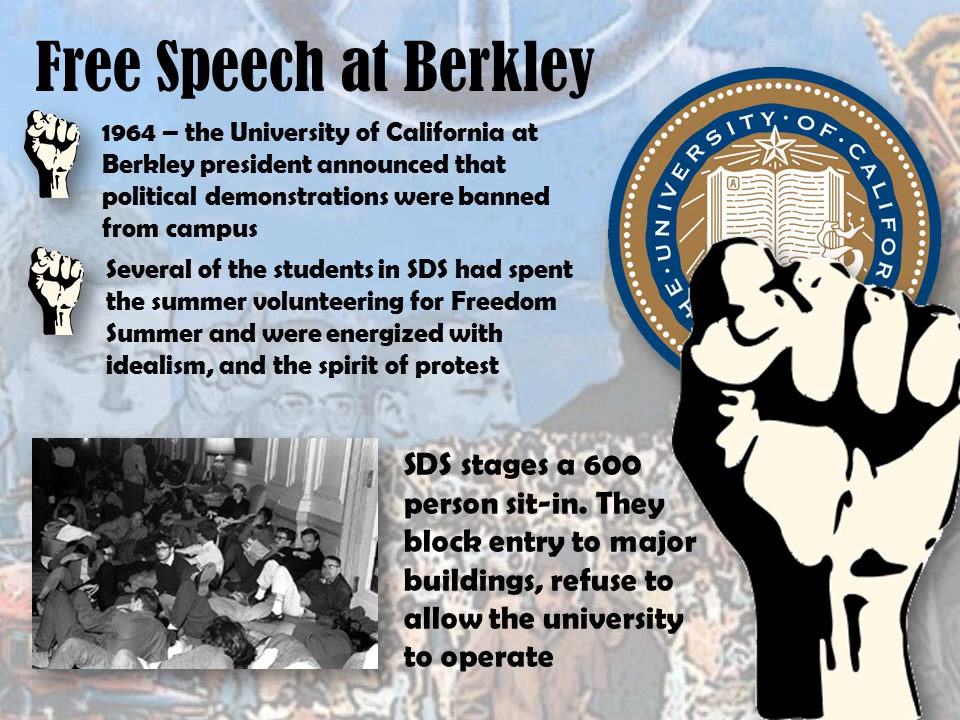 Free Speech at Berkley
1964 – the University of California at
Berkley president announced that
political demonstrations were banned
from campus
Several of the students in SDS had spent
the summer volunteering for Freedom
Summer and were energized with
idealism, and the spirit of protest
SDS stages a 600
person sit-in. They
block entry to major
buildings, refuse to
allow the university
to operate
HE·UNIVERSITY·OF·CALIFOR
A